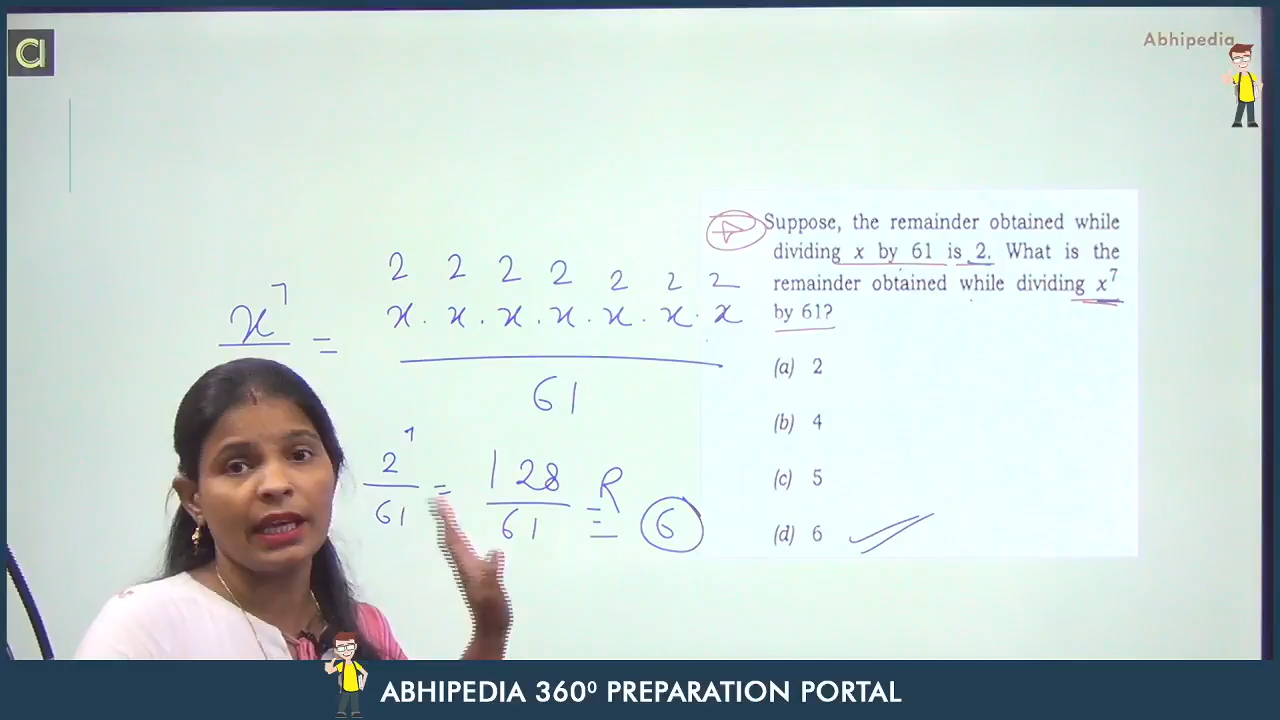 a
Abhipedia
Suppose, the remainder obtained while
dividing x by 61 is 2. What is the
remainder obtained while dividing x⁷
by 61?
(a) 2
(b) 4
(c) 5
(d) 6
2 2 2 2 2 2 2
x⁷ = x . x . x . x . x . x . x
61
2⁷ = 128 R = 6
61 61
ABHIPEDIA 360⁰ PREPARATION PORTAL